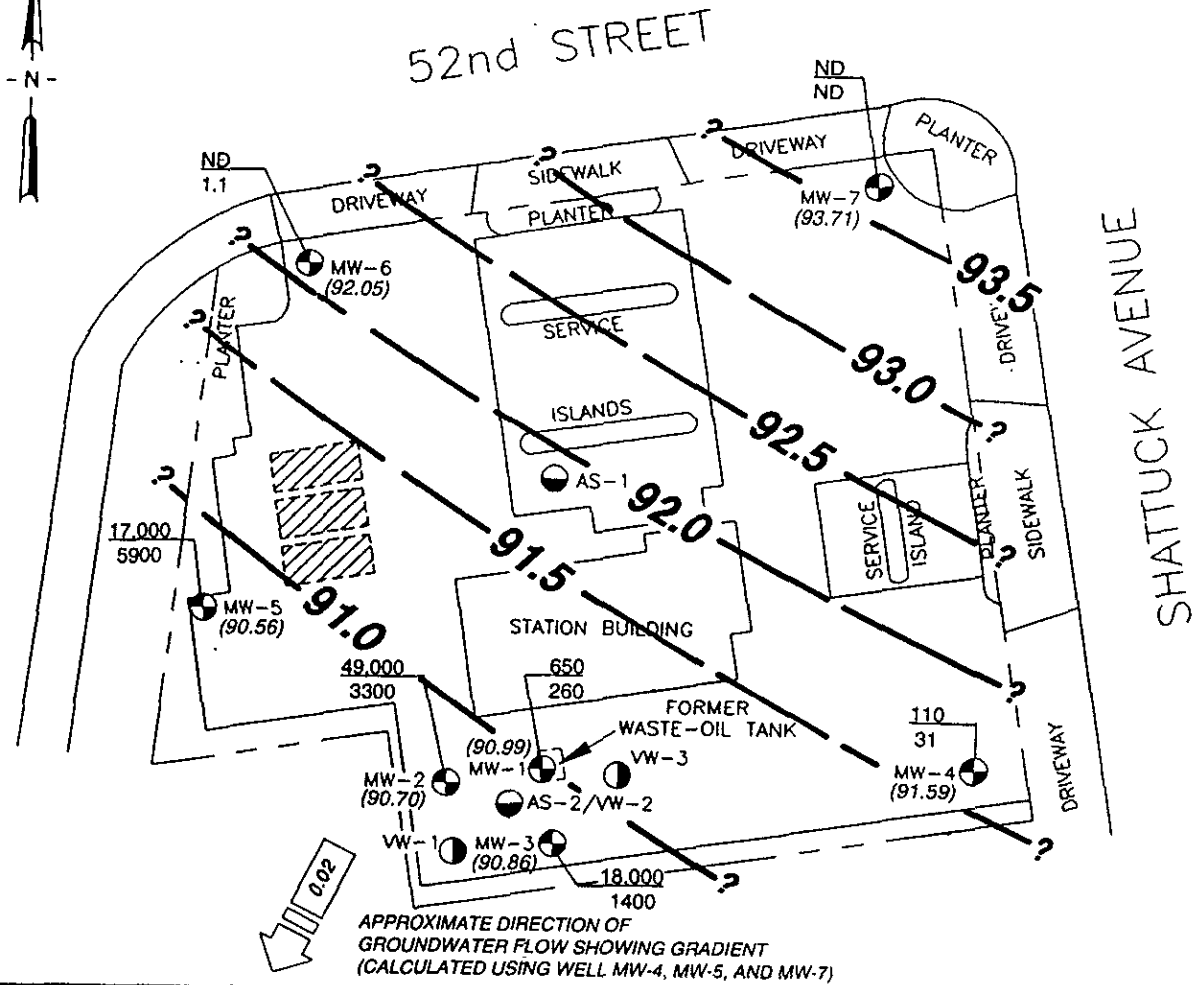 - N -
52nd STREET
ND
ND
PLANTER
DRIVEWAY
SIDEWALK
DRIVEWAY
PLANTER
ND
1.1
MW-7
(93.71)
MW-6
(92.05)
93.5
DRIVEW
SHATTUCK AVENUE
PLANTER
SERVICE
93.0
ISLANDS
92.5
AS-1
92.0
SERVICE
ISLAND
PLANTER
SIDEWALK
17,000
5900
91.5
MW-5
(90.56)
91.0
STATION BUILDING
49,000
3300
650
260
FORMER
WASTE-OIL TANK
110
31
(90.99)
MW-1
VW-3
MW-2
(90.70)
MW-4
(91.59)
DRIVEWAY
AS-2/VW-2
VW-1
MW-3
(90.86)
18,000
1400
0.02
APPROXIMATE DIRECTION OF
GROUNDWATER FLOW SHOWING GRADIENT
(CALCULATED USING WELL MW-4, MW-5, AND MW-7)
?
?
?
?
?
?
?
?
?
?
?
?